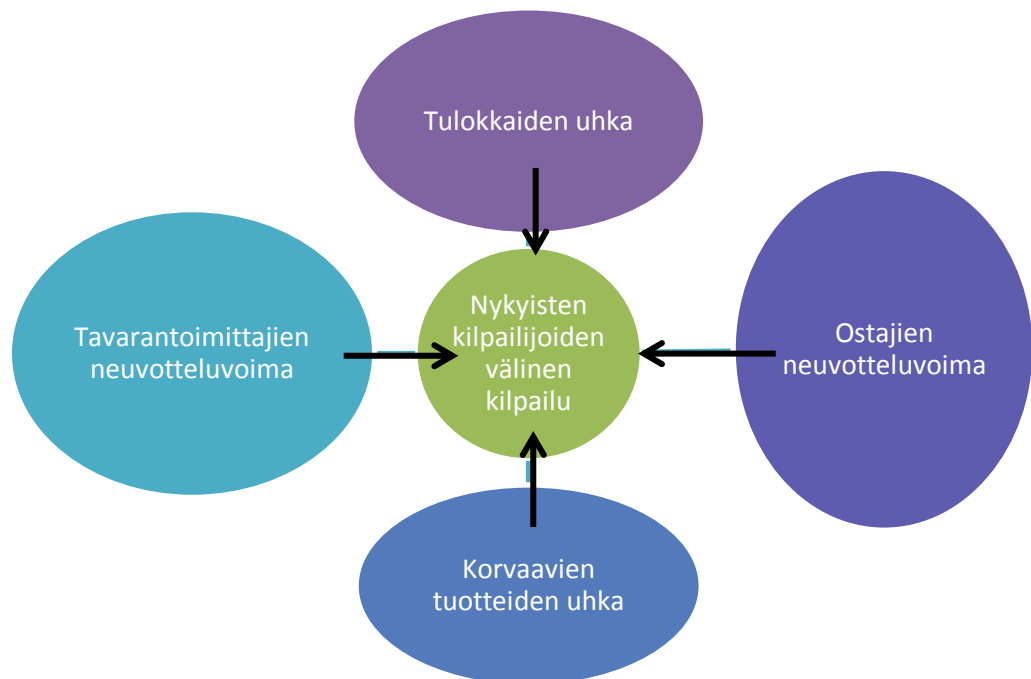 Tulokkaiden uhka
Tavarantoimittajien
neuvotteluvoima
Nykyisten
kilpailijoiden
välinen
kilpailu
Ostajien
neuvotteluvoima
Korvaavien
tuotteiden uhka